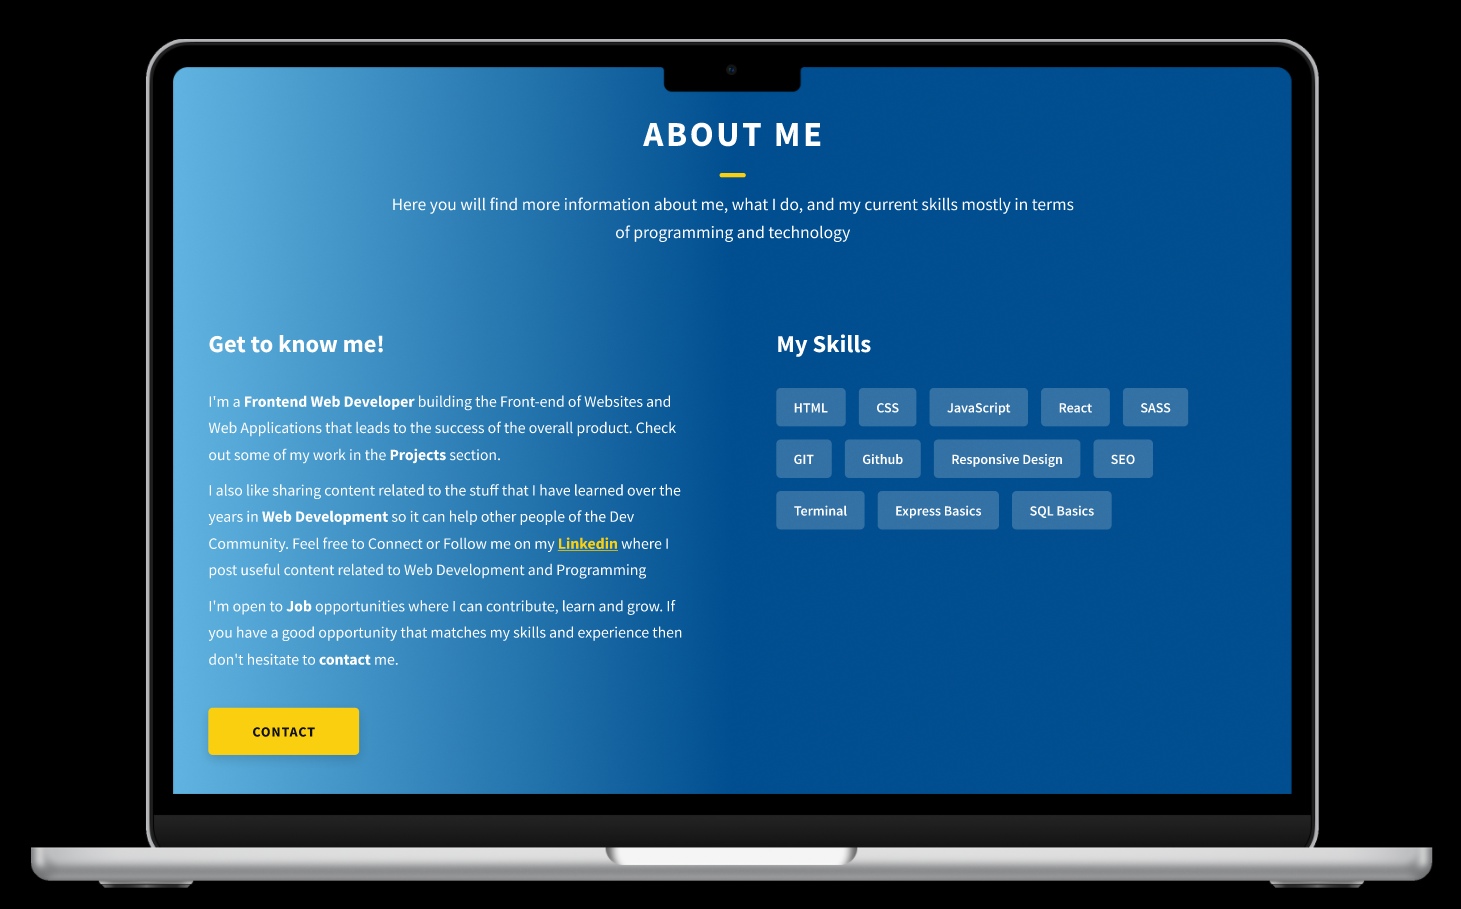 ABOUT ME
Here you will find more information about me, what I do, and my current skills mostly in terms
of programming and technology
Get to know me!
I'm a Frontend Web Developer building the Front-end of Websites and
Web Applications that leads to the success of the overall product. Check
out some of my work in the Projects section.
I also like sharing content related to the stuff that I have learned over the
years in Web Development so it can help other people of the Dev
Community. Feel free to Connect or Follow me on my Linkedin where I
post useful content related to Web Development and Programming
I'm open to Job opportunities where I can contribute, learn and grow. If
you have a good opportunity that matches my skills and experience then
don't hesitate to contact me.
CONTACT
My Skills
HTML CSS JavaScript React SASS
GIT Github Responsive Design SEO
Terminal Express Basics SQL Basics